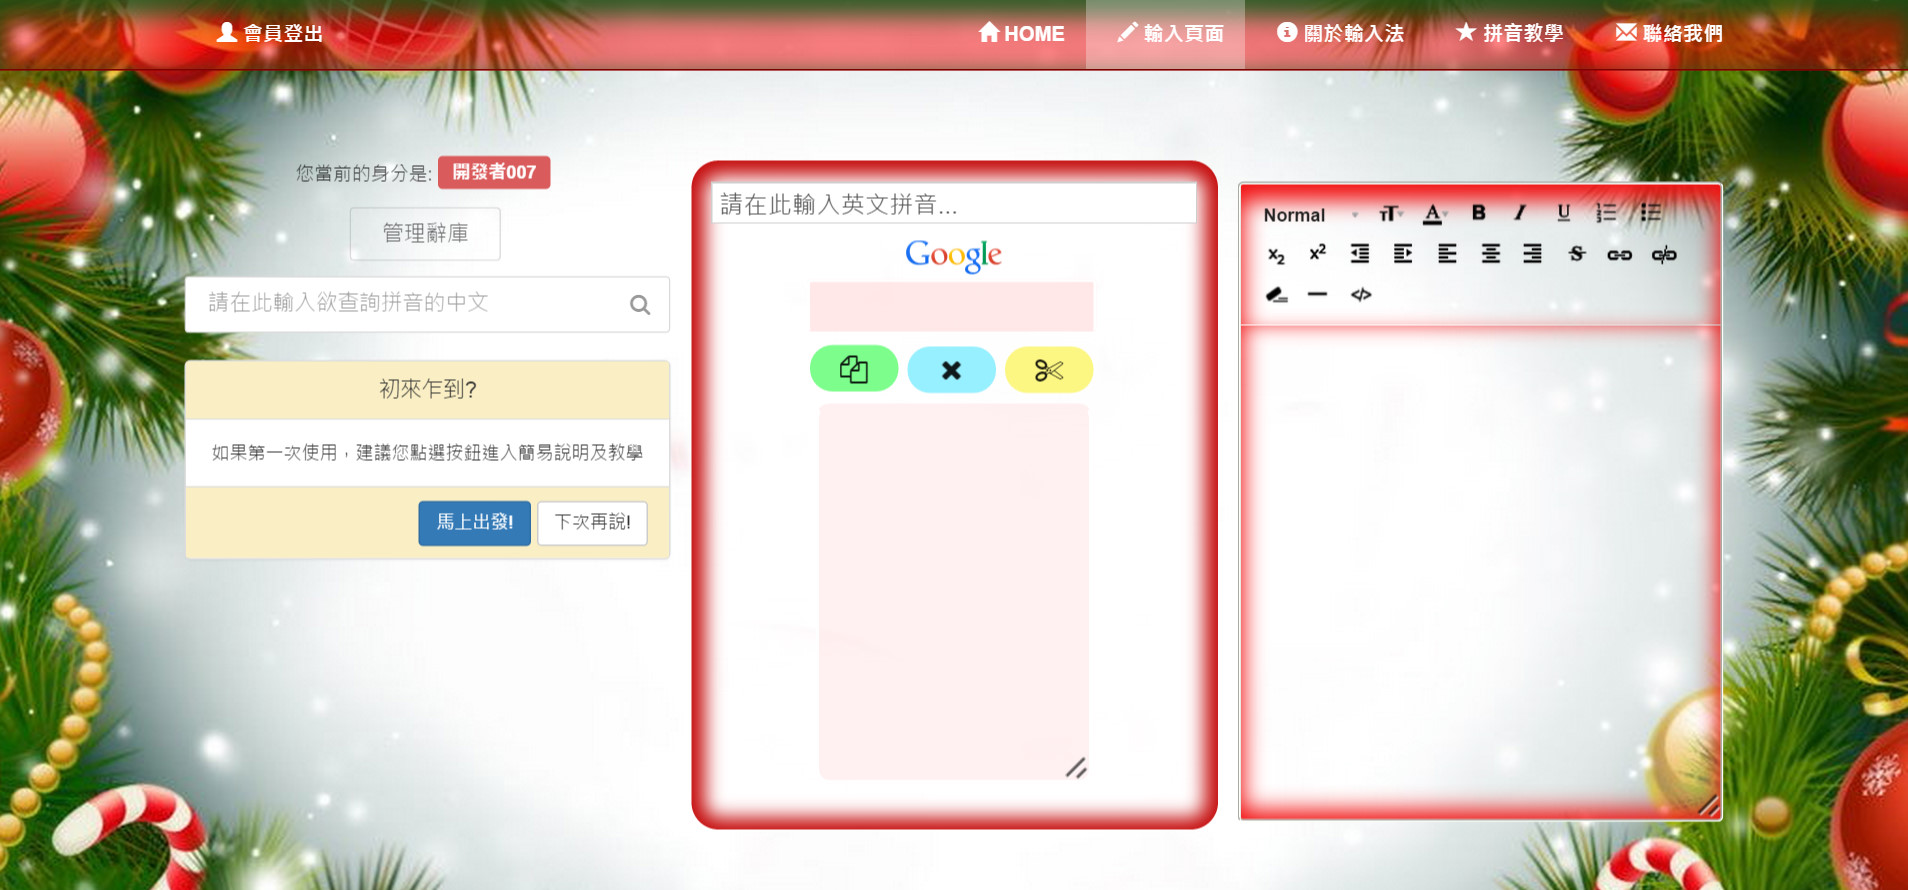 會員登出
HOME
輸入頁面
關於輸入法
拼音教學
聯絡我們
您當前的身分是: 開發者007
管理辭庫
請在此輸入欲查詢拼音的中文
初來乍到?
如果第一次使用，建議您點選按鈕進入簡易說明及教學
馬上出發!
下次再說!
請在此輸入英文拼音...
Google
Normal